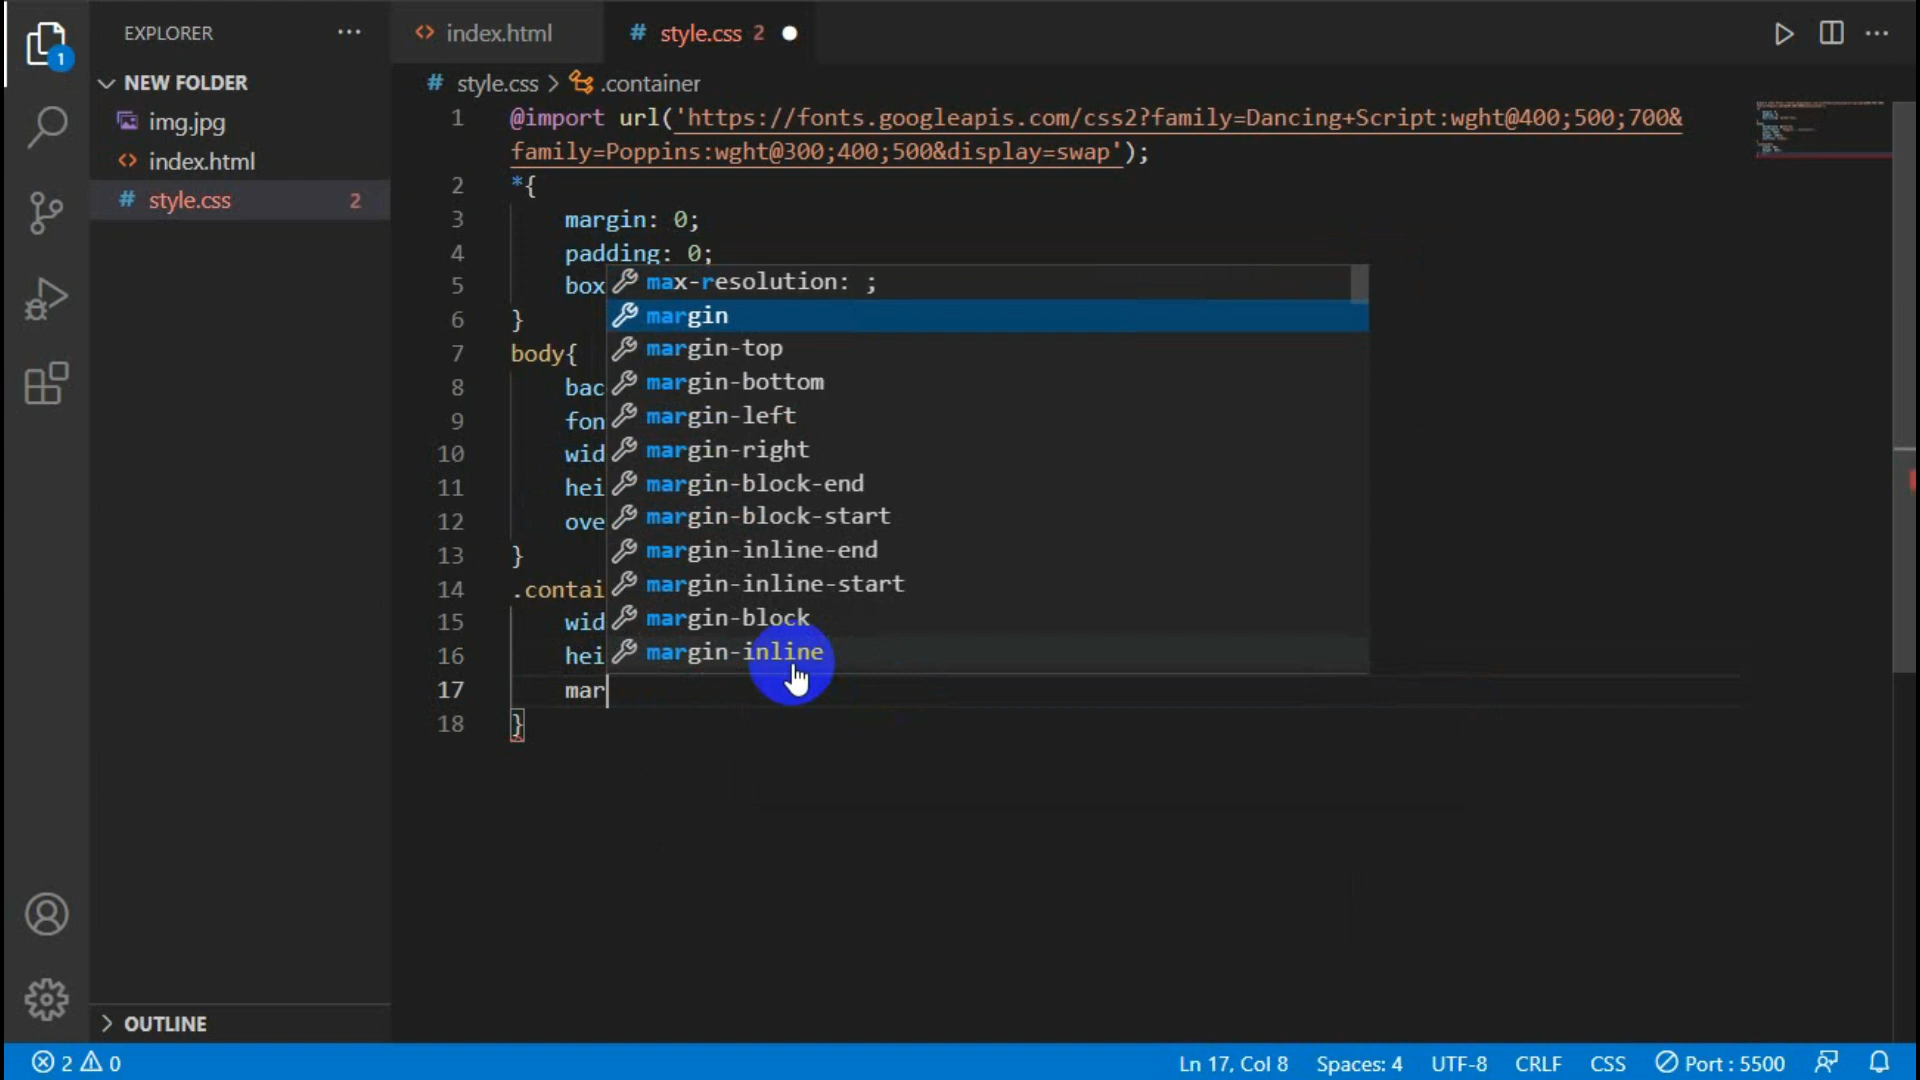 EXPLORER
NEW FOLDER
img.jpg
index.html
style.css 2
OUTLINE
1
index.html
style.css 2
style.css > .container
1 @import url('https://fonts.googleapis.com/css2?family=Dancing+Script:wght@400;500;700&
family=Poppins:wght@300;400;500&display=swap');
2 *{
3 margin: 0;
4 padding: 0;
5 box
6 }
7 body{
8 bac
9 fon
10 wid
11 hei
12 ove
13 }
14 .contai
15 wid
16 hei
17 mar
18 }
max-resolution: ;
margin
margin-top
margin-bottom
margin-left
margin-right
margin-block-end
margin-block-start
margin-inline-end
margin-inline-start
margin-block
margin-inline
2 0 Ln 17, Col 8 Spaces: 4 UTF-8 CRLF CSS Port : 5500